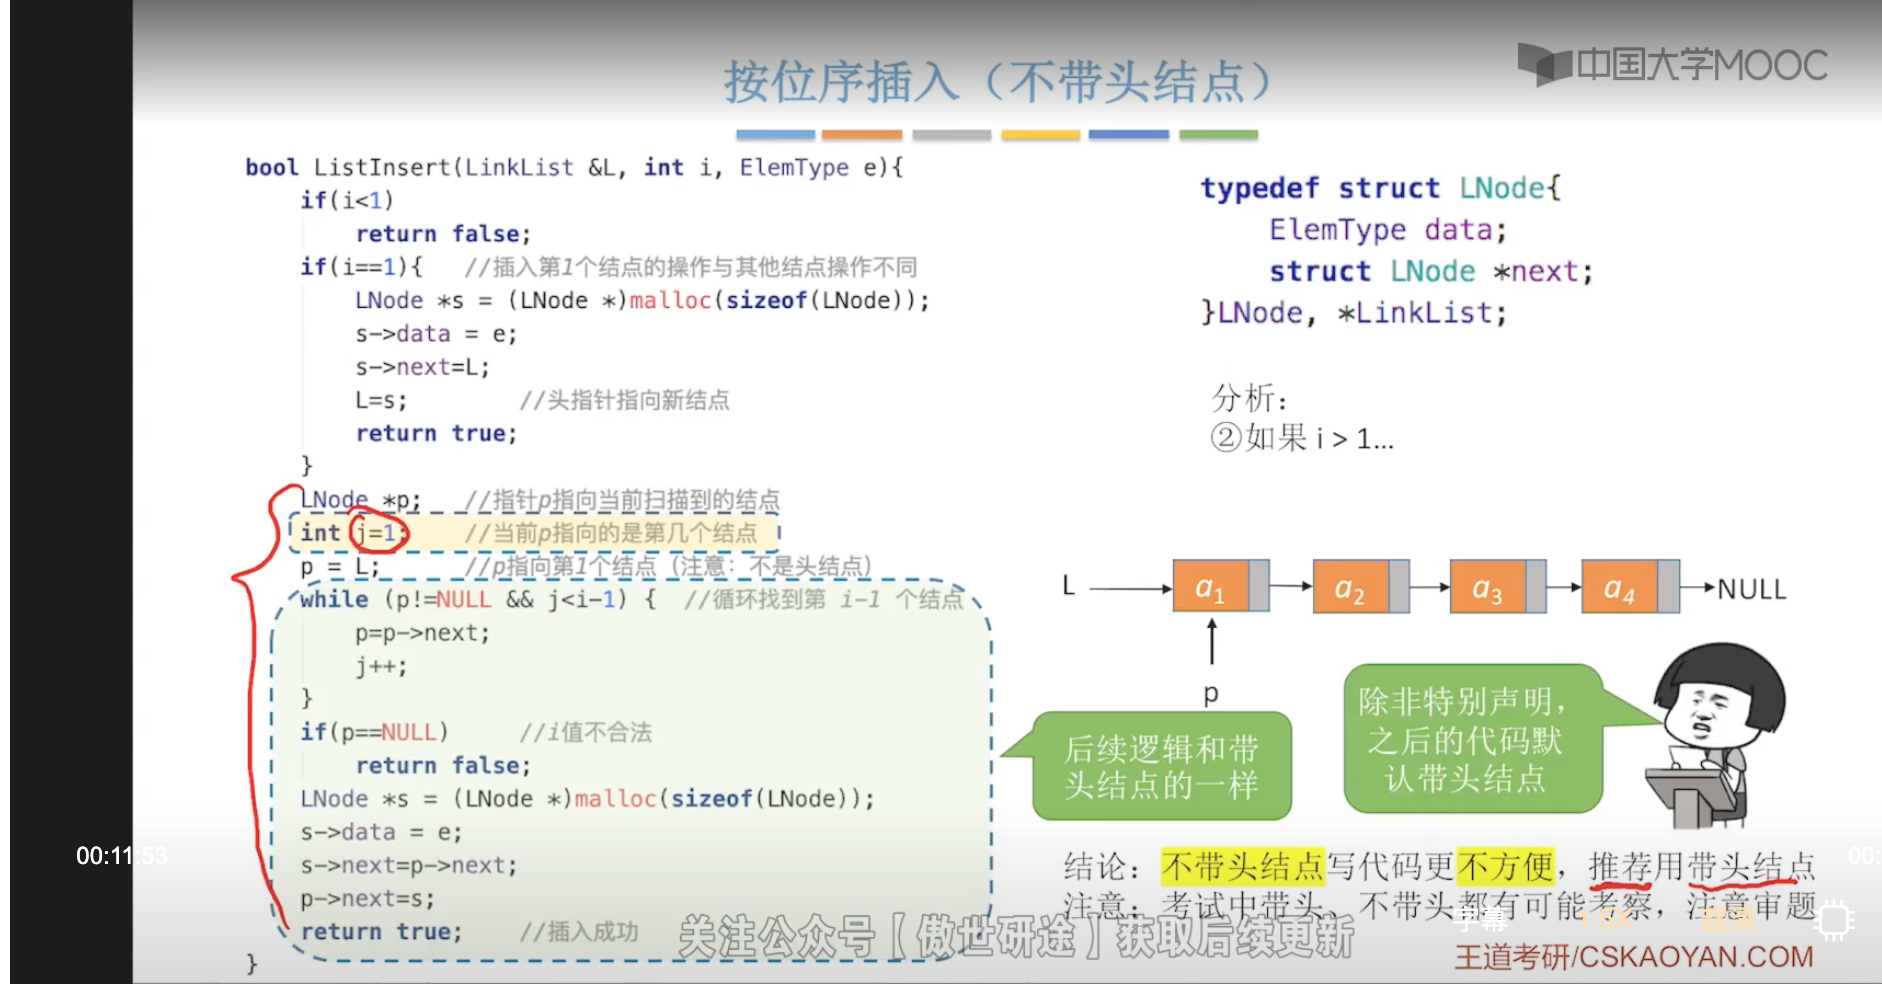 中国大学MOOC
按位序插入（不带头结点）
bool ListInsert(LinkList &L, int i, ElemType e){
if(i<1)
return false;
if(i==1){ //插入第1个结点的操作与其他结点操作不同
LNode *s = (LNode *)malloc(sizeof(LNode));
s->data = e;
s->next=L;
L=s; //头指针指向新结点
return true;
}
LNode *p; //指针p指向当前扫描到的结点
int j=1; //当前p指向的是第几个结点
p = L; //p指向第1个结点（注意：不是头结点）
while (p!=NULL && j<i-1) { //循环找到第 i-1 个结点
p=p->next;
j++;
}
if(p==NULL) //i值不合法
return false;
LNode *s = (LNode *)malloc(sizeof(LNode));
s->data = e;
s->next=p->next;
p->next=s;
return true; //插入成功
}
typedef struct LNode{
ElemType data;
struct LNode *next;
}LNode, *LinkList;
分析：
②如果 i > 1…
L a1 a2 a3 a4 NULL
p
后续逻辑和带
头结点的一样
除非特别声明，
之后的代码默
认带头结点
结论：不带头结点写代码更不方便，推荐用带头结点
注意：考试中带头、不带头都有可能考察，注意审题
关注公众号【傲世研途】获取后续更新
字幕 1.5X 超清
王道考研/CSKAOYAN.COM
00:11:53
00: